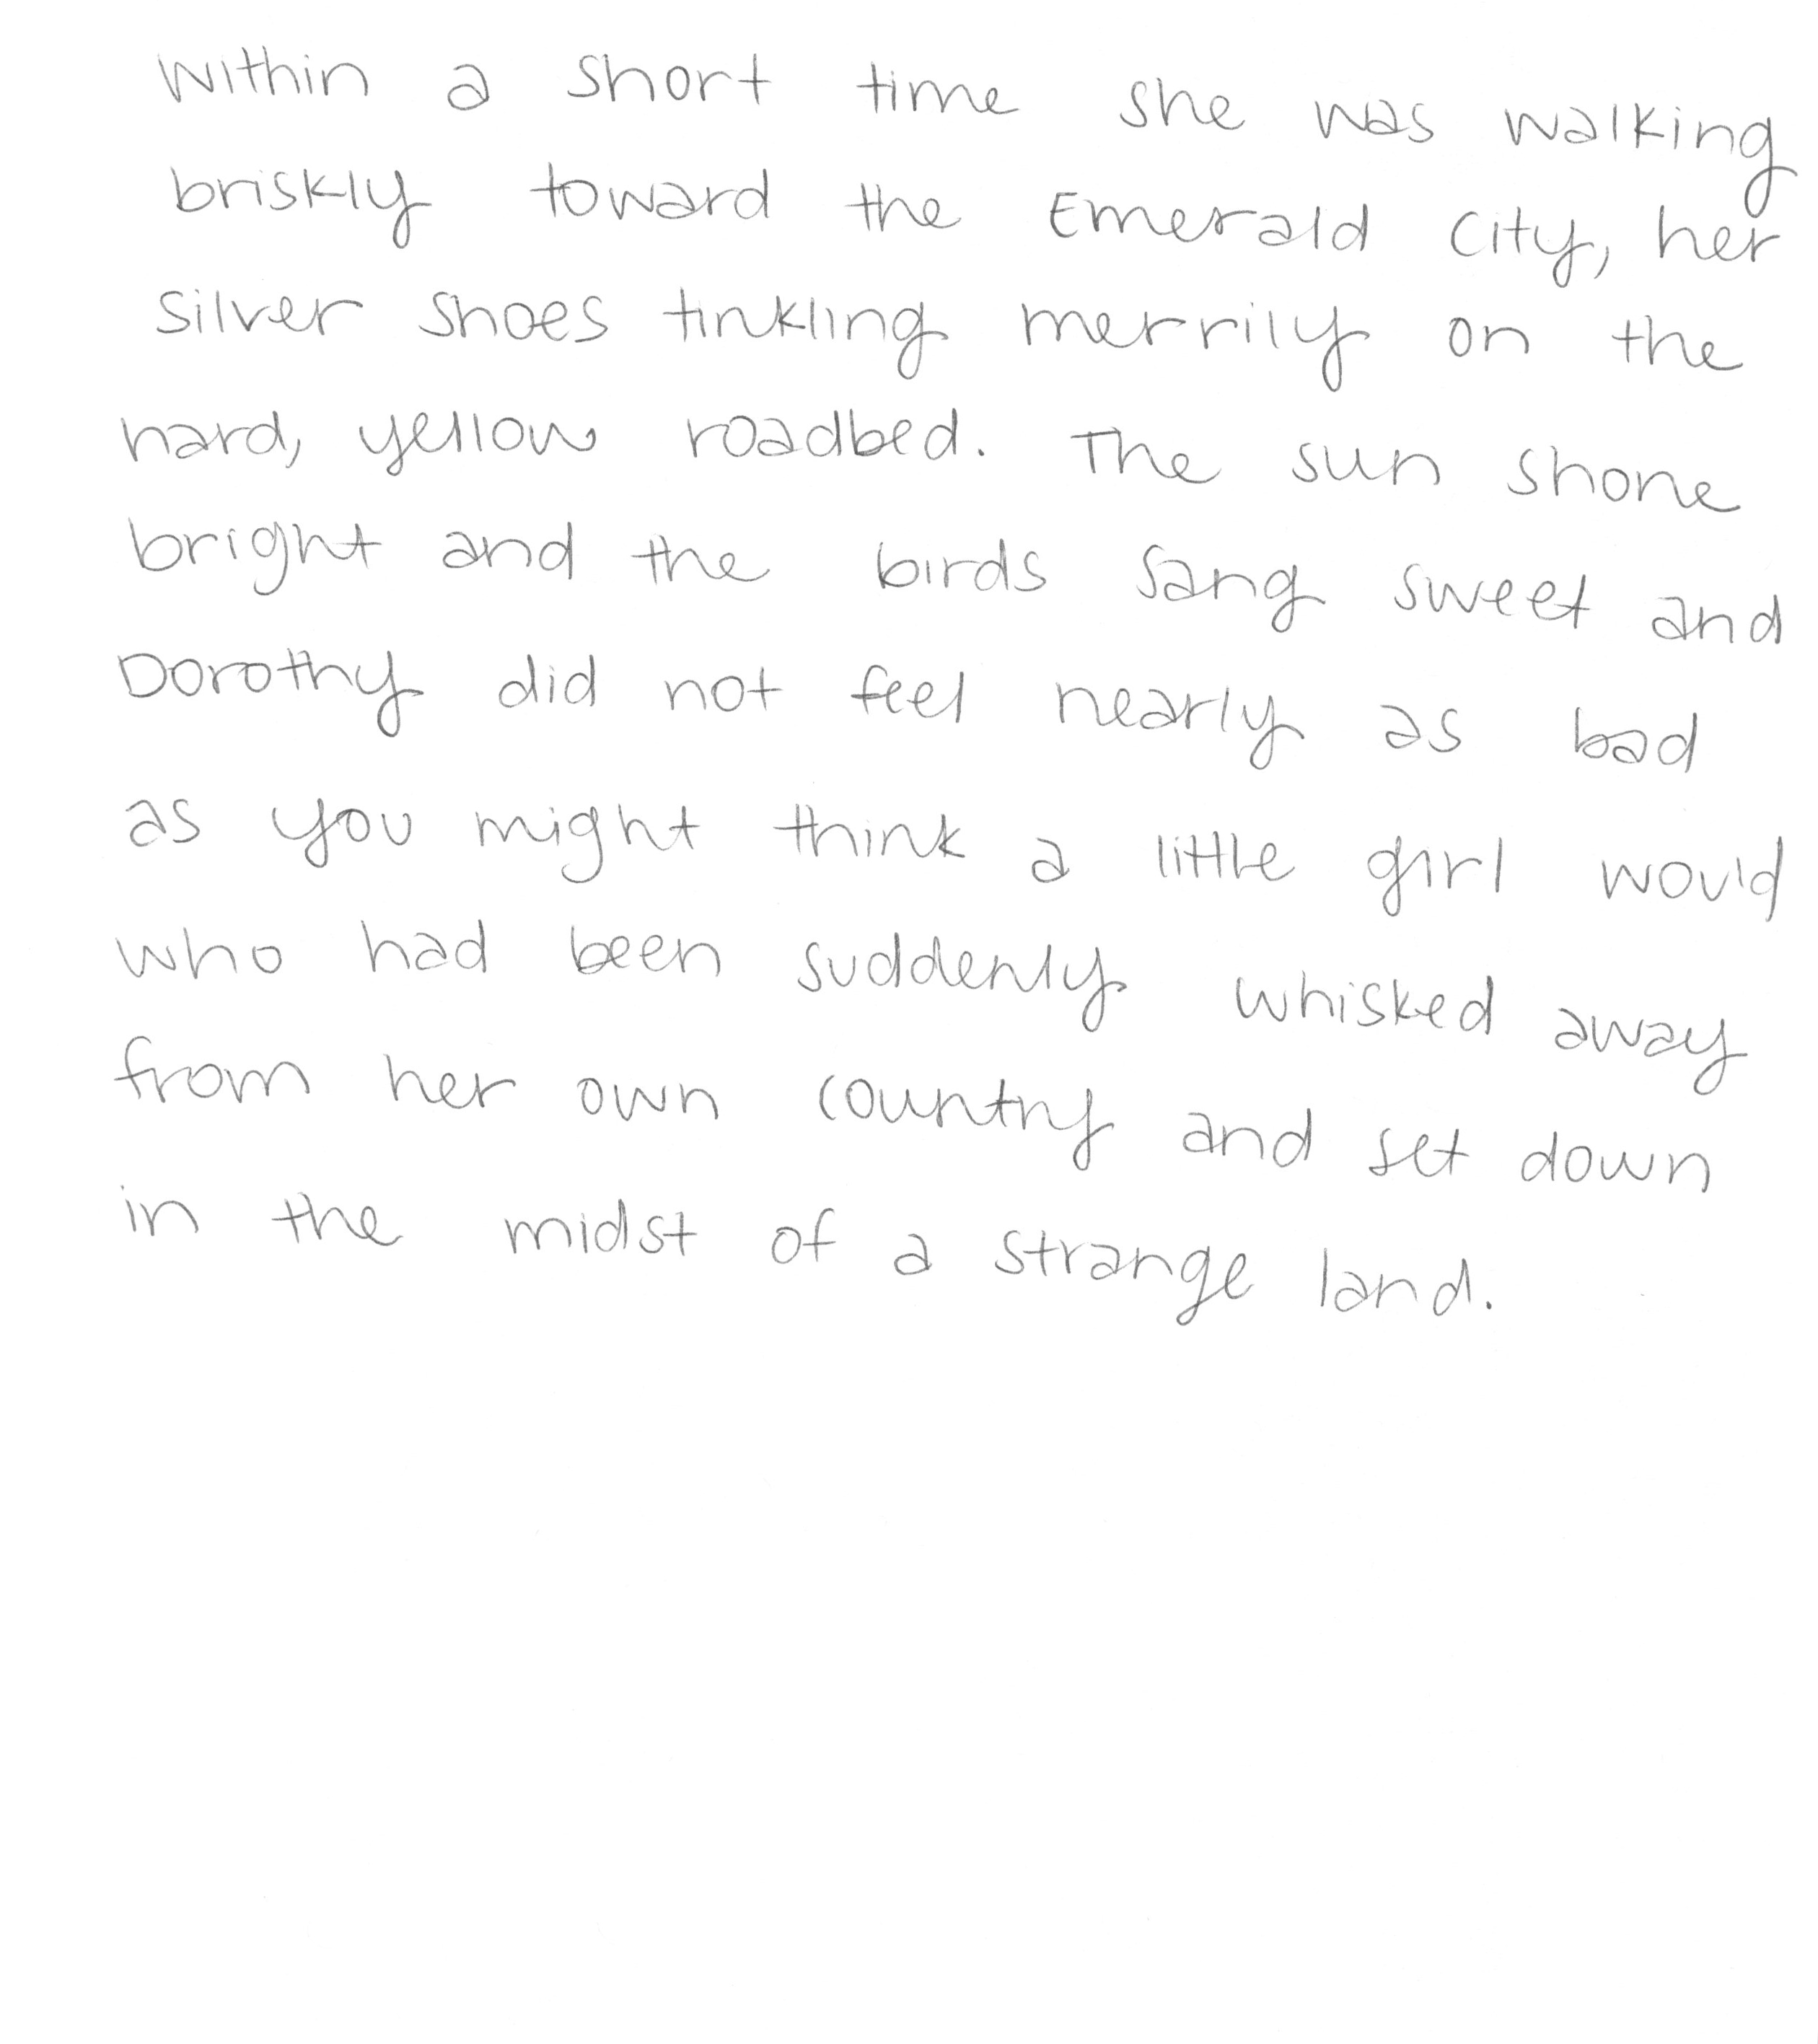 Within a short time she was walking
briskly toward the Emerald City, her
silver shoes tinkling merrily on the
hard, yellow roadbed. The sun shone
bright and the birds sang sweet and
Dorothy did not feel nearly as bad
as you might think a little girl would
who had been suddenly whisked away
from her own country and set down
in the midst of a strange land.